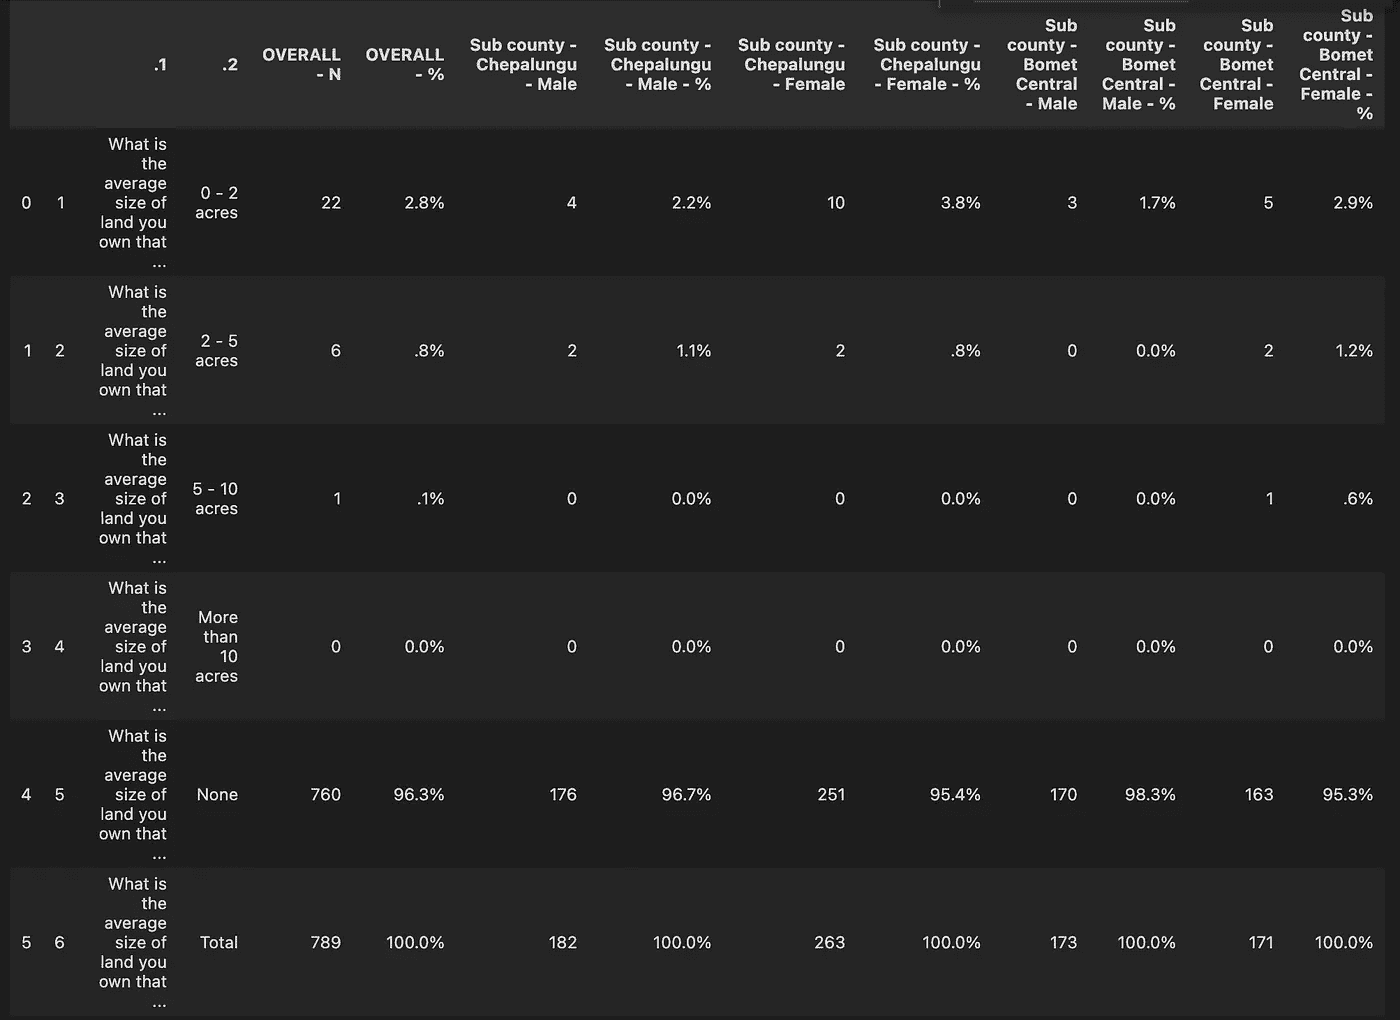 .1 .2 OVERALL - N OVERALL - % Sub county - Chepalungu - Male Sub county - Chepalungu - Male - % Sub county - Chepalungu - Female Sub county - Chepalungu - Female - % Sub county - Bomet Central - Male Sub county - Bomet Central - Male - % Sub county - Bomet Central - Female Sub county - Bomet Central - Female - %
0 1 What is the average size of land you own that ... 0 - 2 acres 22 2.8% 4 2.2% 10 3.8% 3 1.7% 5 2.9%
1 2 What is the average size of land you own that ... 2 - 5 acres 6 .8% 2 1.1% 2 .8% 0 0.0% 2 1.2%
2 3 What is the average size of land you own that ... 5 - 10 acres 1 .1% 0 0.0% 0 0.0% 0 0.0% 1 .6%
3 4 What is the average size of land you own that ... More than 10 acres 0 0.0% 0 0.0% 0 0.0% 0 0.0% 0 0.0%
4 5 What is the average size of land you own that ... None 760 96.3% 176 96.7% 251 95.4% 170 98.3% 163 95.3%
5 6 What is the average size of land you own that ... Total 789 100.0% 182 100.0% 263 100.0% 173 100.0% 171 100.0%